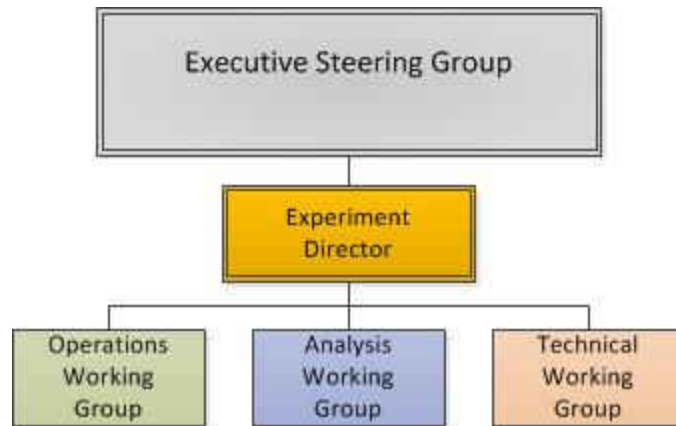 Executive Steering Group
Experiment
Director
Operations
Working
Group
Analysis
Working
Group
Technical
Working
Group